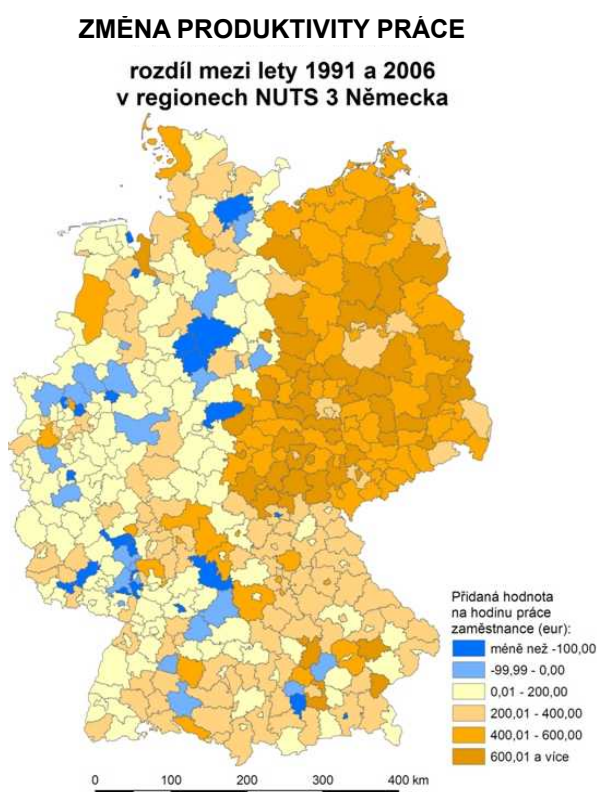 ZMĚNA PRODUKTIVITY PRÁCE
rozdíl mezi lety 1991 a 2006
v regionech NUTS 3 Německa
Přidaná hodnota
na hodinu práce
zaměstnance (eur):
méně než -100,00
-99,99 - 0,00
0,01 - 200,00
200,01 - 400,00
400,01 - 600,00
600,01 a více
0 100 200 300 400 km